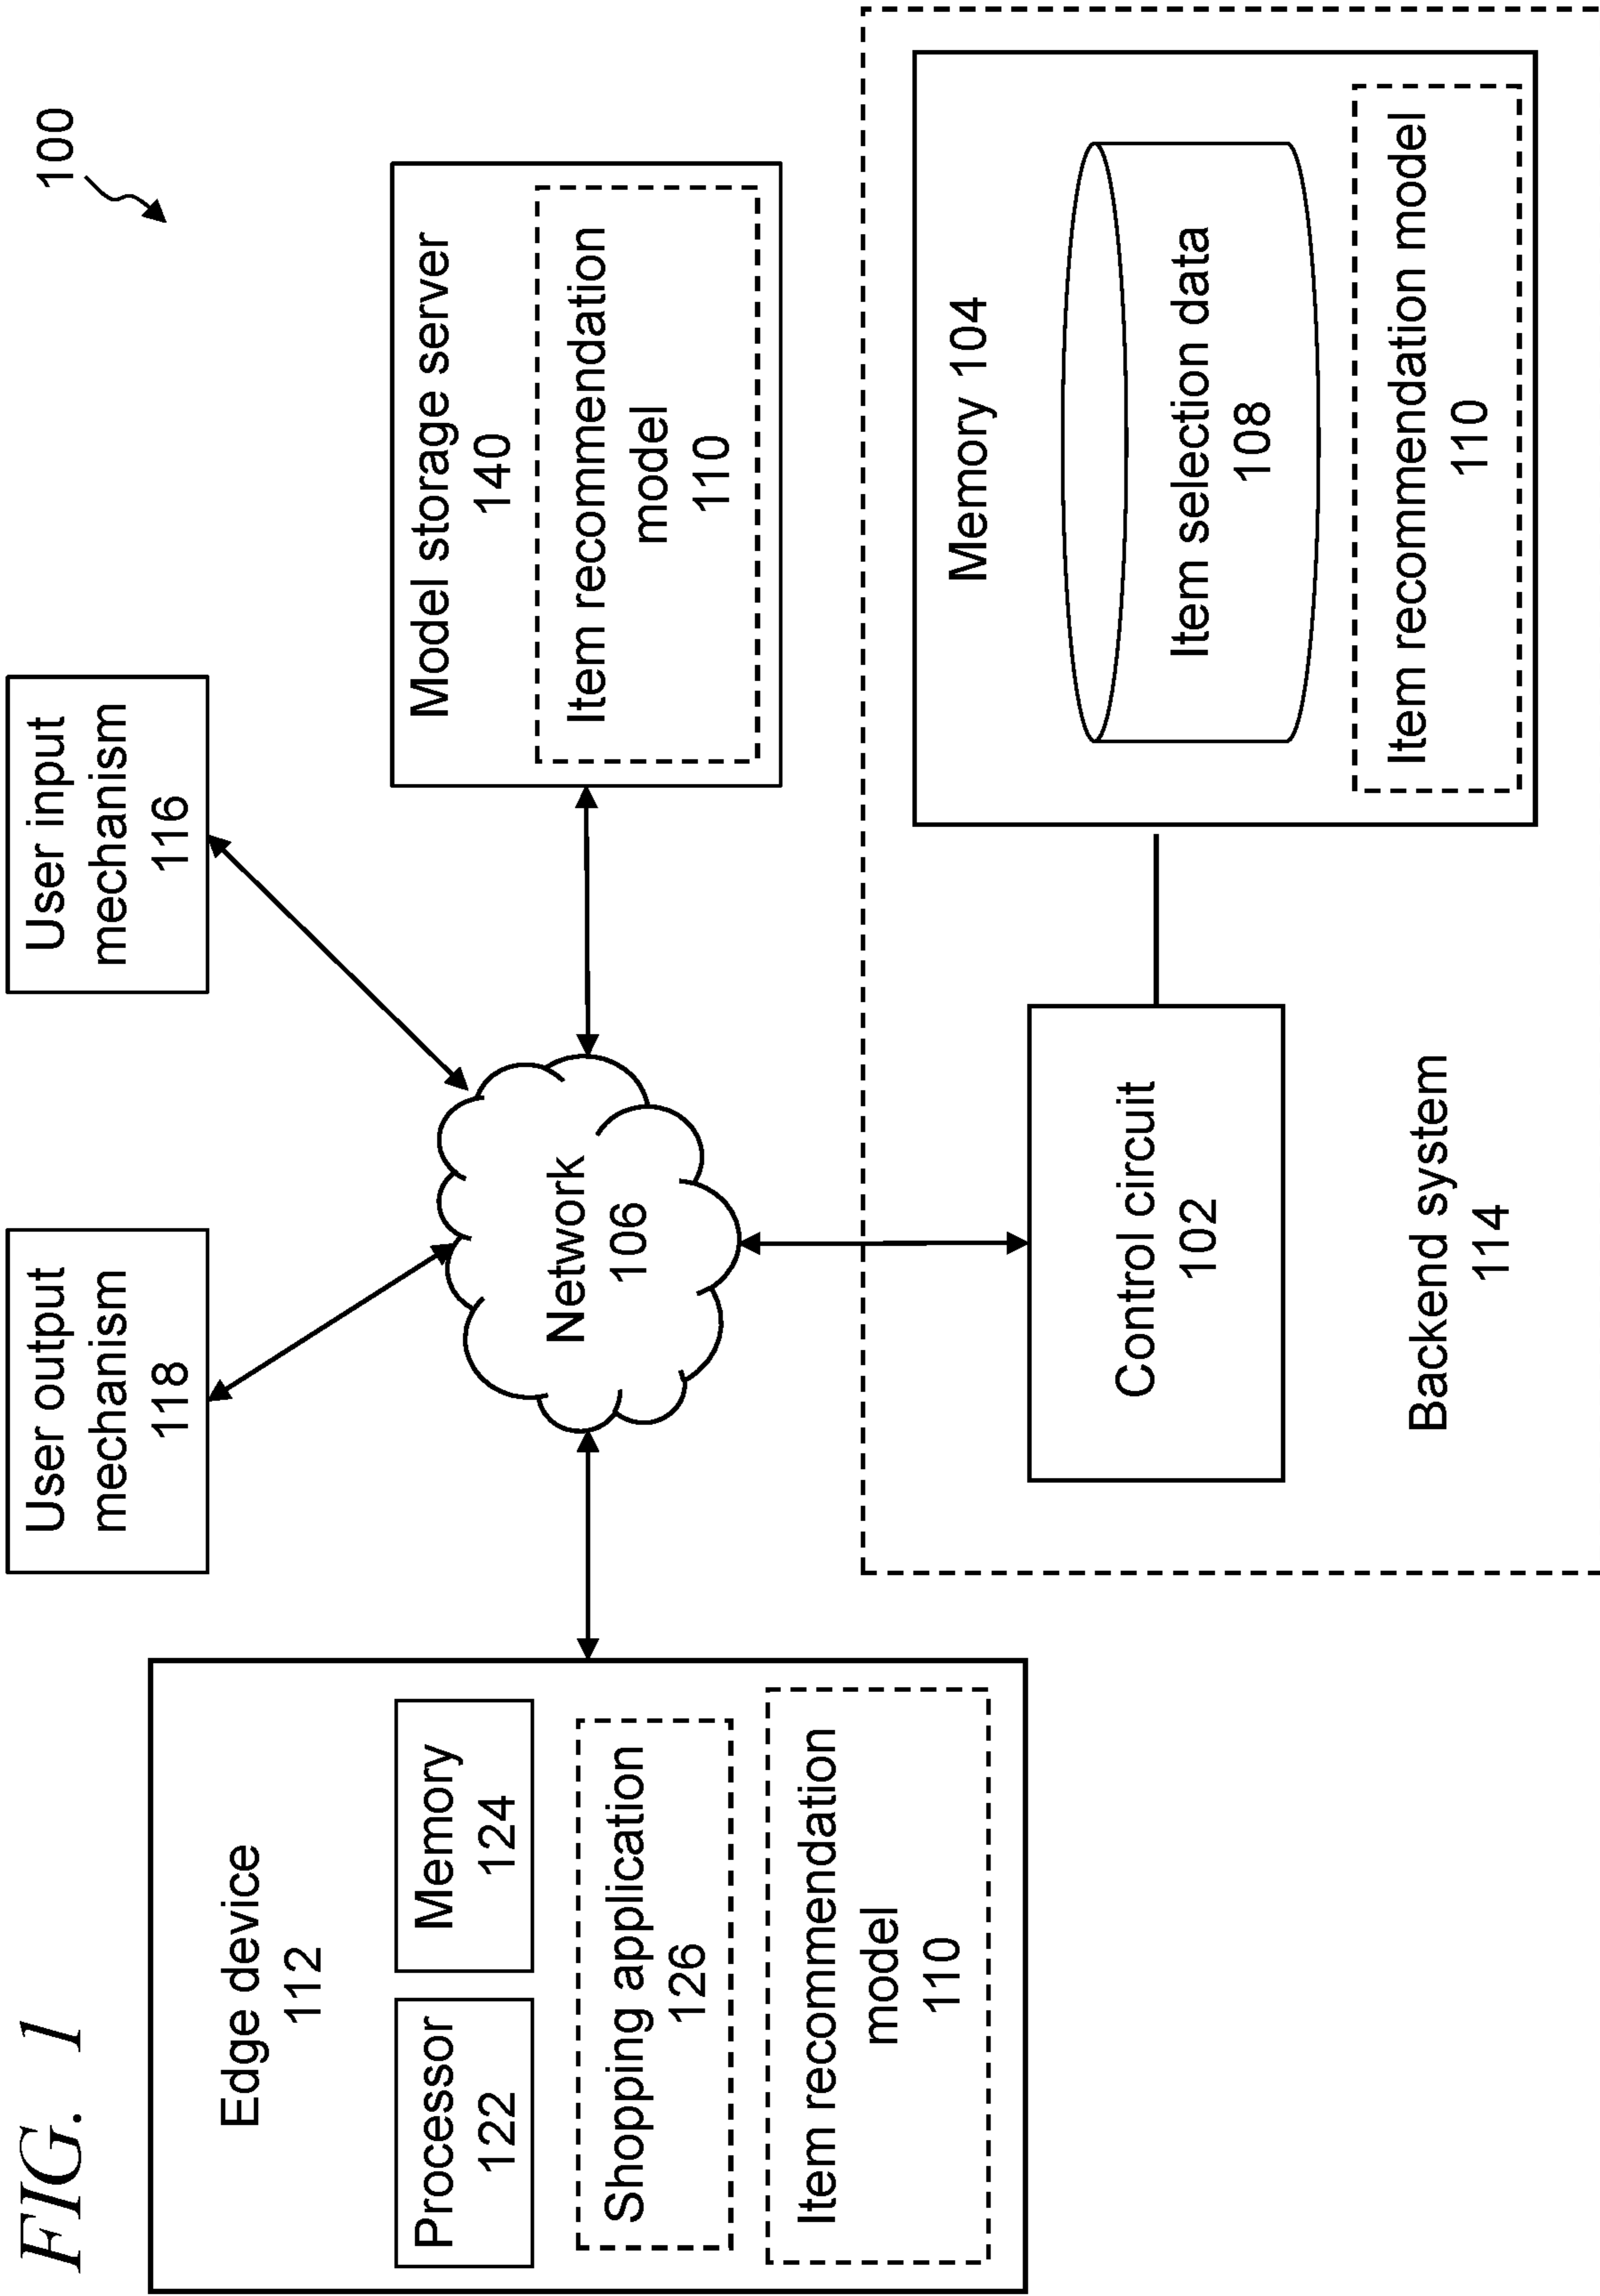 FIG. 1
100
User output
mechanism
118
User input
mechanism
116
Edge device
112
Processor
122
Memory
124
Shopping application
126
Item recommendation
model
110
Network
106
Model storage server
140
Item recommendation
model
110
Control circuit
102
Backend system
114
Memory 104
Item selection data
108
Item recommendation model
110